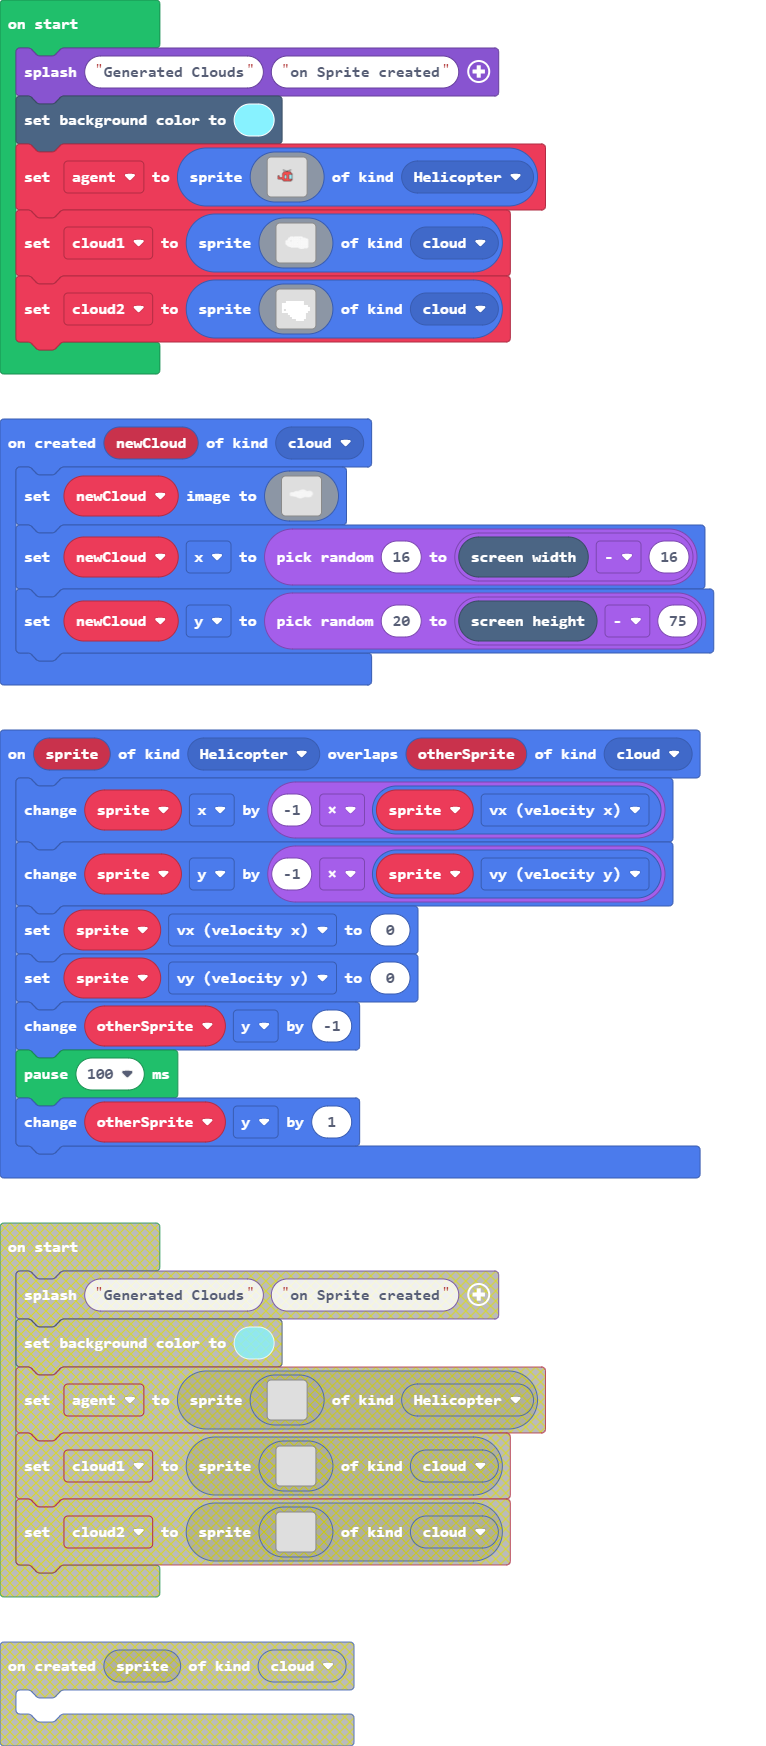 on start
splash "Generated Clouds" "on Sprite created"
set background color to
set agent to sprite of kind Helicopter
set cloud1 to sprite of kind cloud
set cloud2 to sprite of kind cloud
on created newCloud of kind cloud
set newCloud image to
set newCloud x to pick random 16 to screen width - 16
set newCloud y to pick random 20 to screen height - 75
on sprite of kind Helicopter overlaps otherSprite of kind cloud
change sprite x by -1 × sprite vx (velocity x)
change sprite y by -1 × sprite vy (velocity y)
set sprite vx (velocity x) to 0
set sprite vy (velocity y) to 0
change otherSprite y by -1
pause 100 ms
change otherSprite y by 1
on start
splash "Generated Clouds" "on Sprite created"
set background color to
set agent to sprite of kind Helicopter
set cloud1 to sprite of kind cloud
set cloud2 to sprite of kind cloud
on created sprite of kind cloud